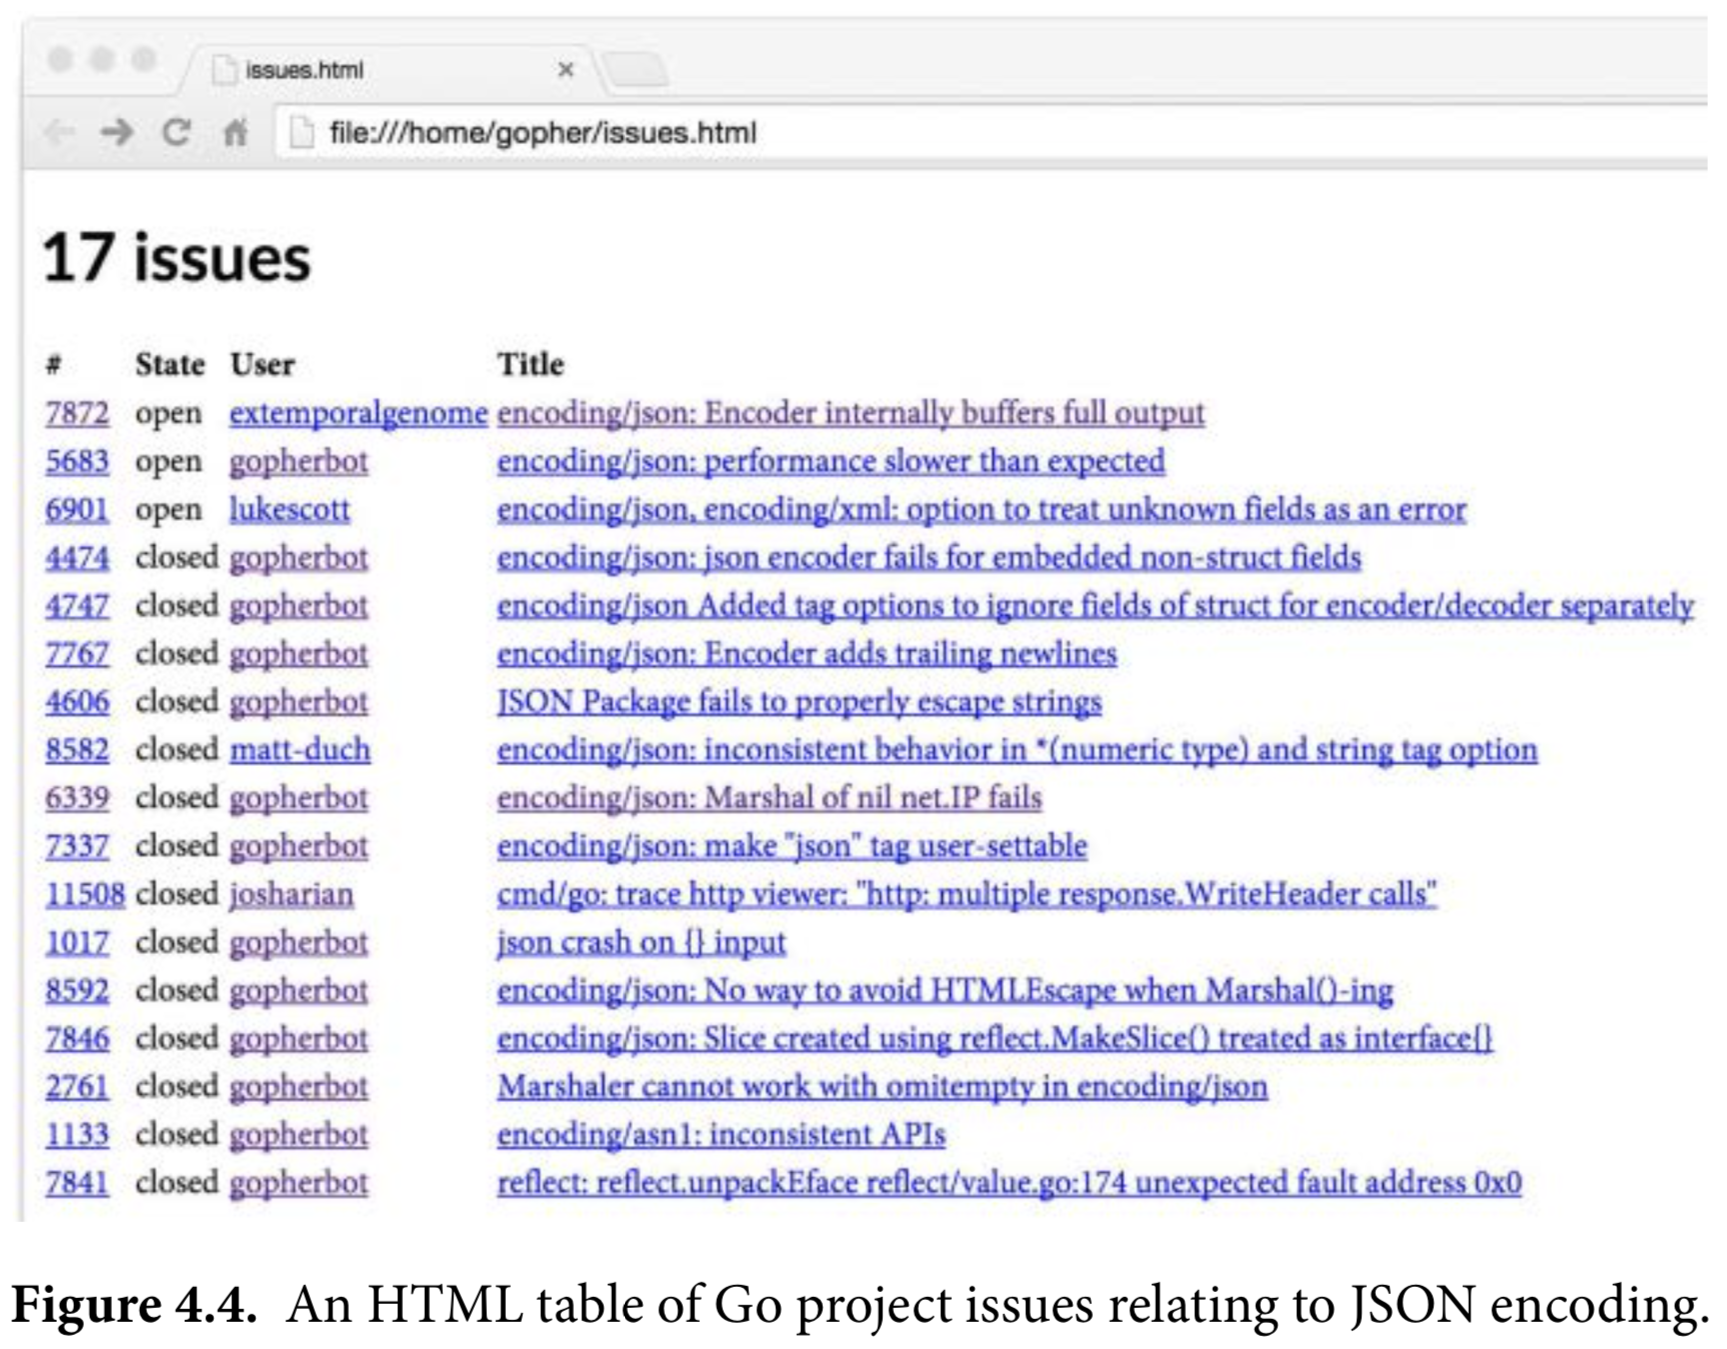 issues.html ×
file:///home/gopher/issues.html
17 issues
# State User Title
7872 open extemporalgenome encoding/json: Encoder internally buffers full output
5683 open gopherbot encoding/json: performance slower than expected
6901 open lukescott encoding/json, encoding/xml: option to treat unknown fields as an error
4474 closed gopherbot encoding/json: json encoder fails for embedded non-struct fields
4747 closed gopherbot encoding/json Added tag options to ignore fields of struct for encoder/decoder separately
7767 closed gopherbot encoding/json: Encoder adds trailing newlines
4606 closed gopherbot JSON Package fails to properly escape strings
8582 closed matt-duch encoding/json: inconsistent behavior in *(numeric type) and string tag option
6339 closed gopherbot encoding/json: Marshal of nil net.IP fails
7337 closed gopherbot encoding/json: make "json" tag user-settable
11508 closed josharian cmd/go: trace http viewer: "http: multiple response.WriteHeader calls"
1017 closed gopherbot json crash on {} input
8592 closed gopherbot encoding/json: No way to avoid HTMLEscape when Marshal()-ing
7846 closed gopherbot encoding/json: Slice created using reflect.MakeSlice() treated as interface{}
2761 closed gopherbot Marshaler cannot work with omitempty in encoding/json
1133 closed gopherbot encoding/asn1: inconsistent APIs
7841 closed gopherbot reflect: reflect.unpackEface reflect/value.go:174 unexpected fault address 0x0
Figure 4.4. An HTML table of Go project issues relating to JSON encoding.